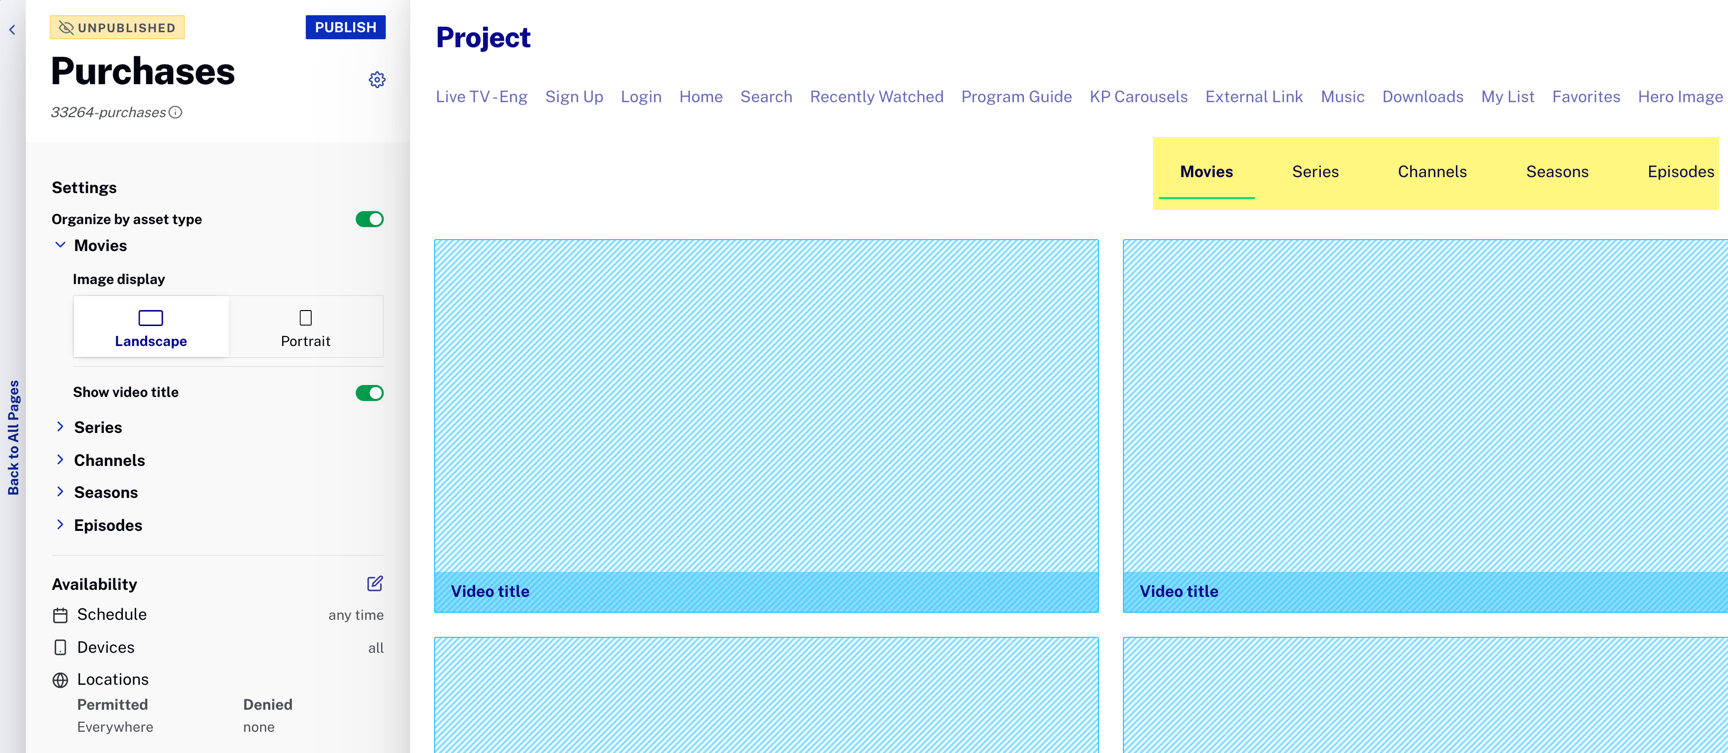 UNPUBLISHED
PUBLISH
Purchases
33264-purchases
Back to All Pages
Settings
Organize by asset type
Movies
Image display
Landscape
Portrait
Show video title
Series
Channels
Seasons
Episodes
Availability
Schedule any time
Devices all
Locations
Permitted Denied
Everywhere none
Project
Live TV - Eng Sign Up Login Home Search Recently Watched Program Guide KP Carousels External Link Music Downloads My List Favorites Hero Image
Movies Series Channels Seasons Episodes
Video title Video title